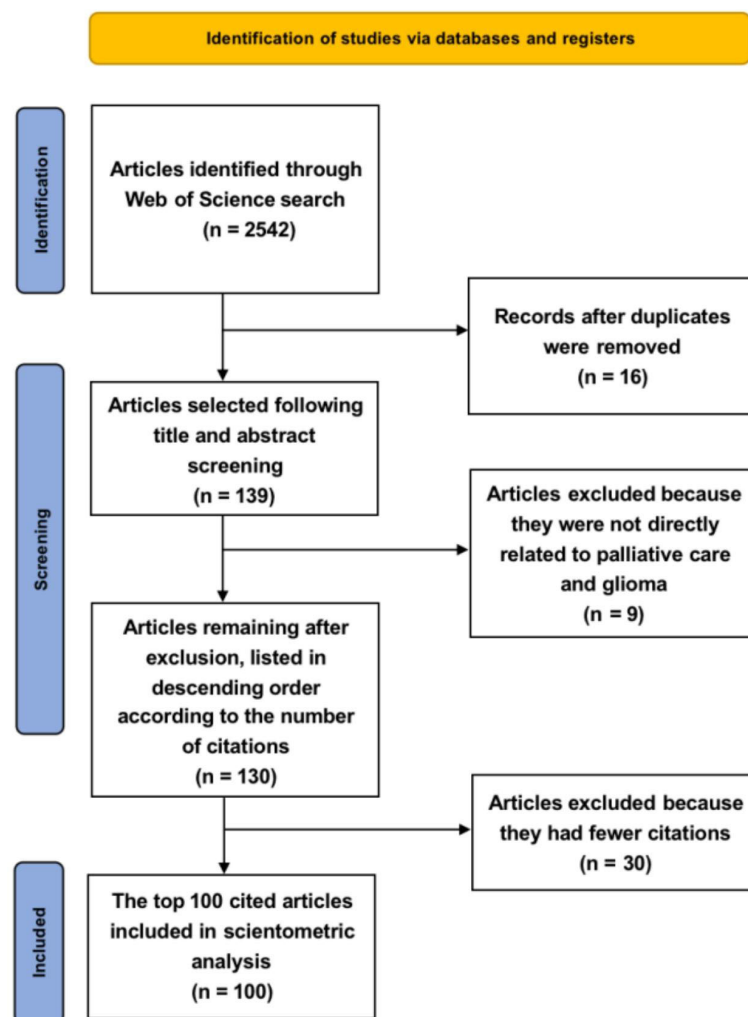 Identification of studies via databases and registers
Identification
Articles identified through
Web of Science search
(n = 2542)
Records after duplicates
were removed
(n = 16)
Screening
Articles selected following
title and abstract
screening
(n = 139)
Articles excluded because
they were not directly
related to palliative care
and glioma
(n = 9)
Articles remaining after
exclusion, listed in
descending order
according to the number
of citations
(n = 130)
Articles excluded because
they had fewer citations
(n = 30)
Included
The top 100 cited articles
included in scientometric
analysis
(n = 100)